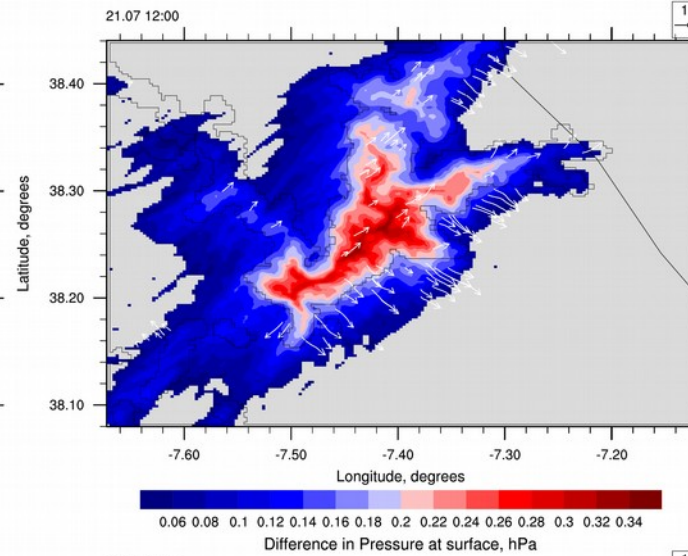 21.07 12:00
1
38.40
38.30
38.20
38.10
Latitude, degrees
-7.60 -7.50 -7.40 -7.30 -7.20
Longitude, degrees
0.06 0.08 0.1 0.12 0.14 0.16 0.18 0.2 0.22 0.24 0.26 0.28 0.3 0.32 0.34
Difference in Pressure at surface, hPa